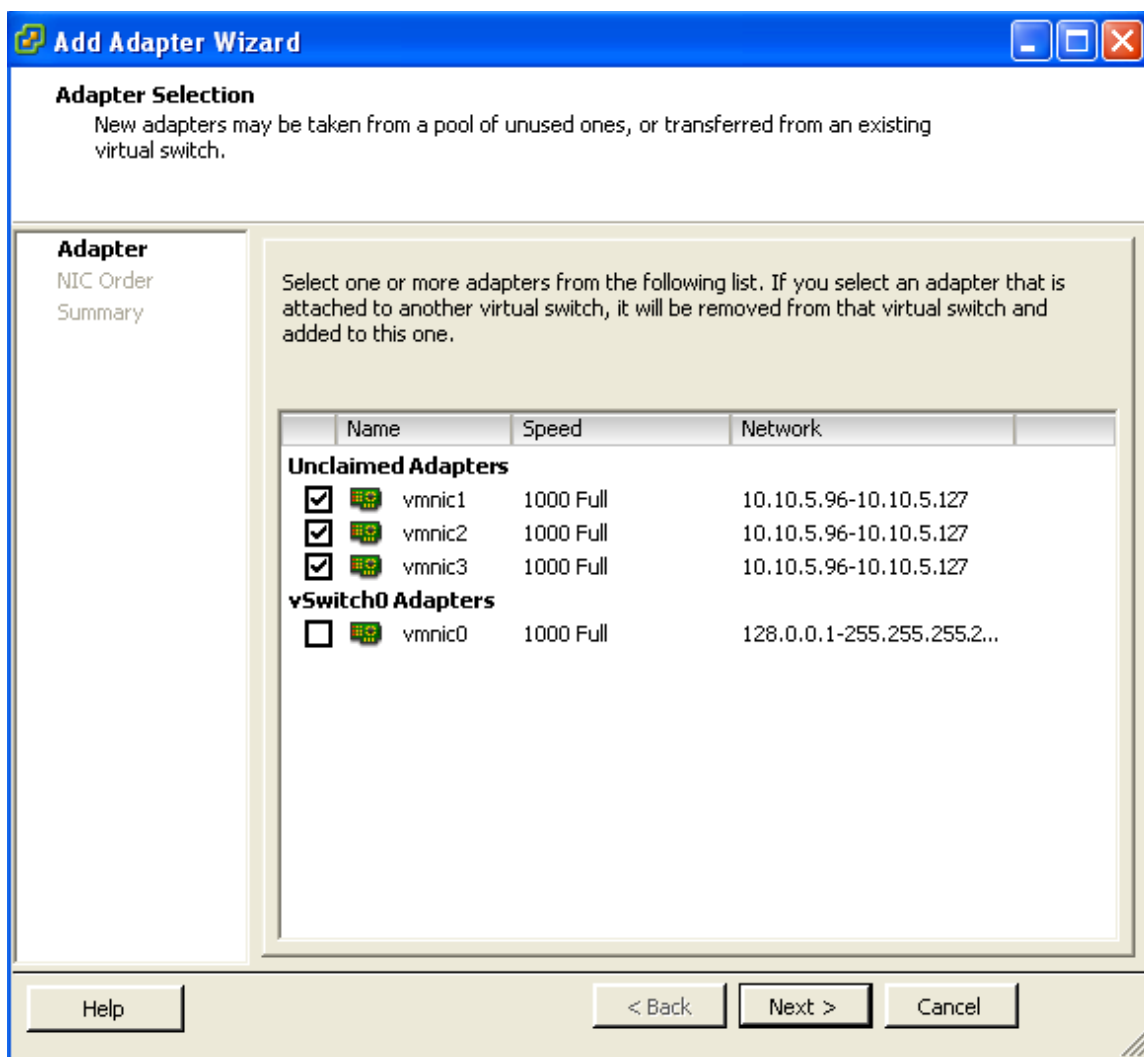 Add Adapter Wizard
Adapter Selection
New adapters may be taken from a pool of unused ones, or transferred from an existing
virtual switch.
Adapter
NIC Order
Summary
Select one or more adapters from the following list. If you select an adapter that is
attached to another virtual switch, it will be removed from that virtual switch and
added to this one.
Name Speed Network
Unclaimed Adapters
vmnic1 1000 Full 10.10.5.96-10.10.5.127
vmnic2 1000 Full 10.10.5.96-10.10.5.127
vmnic3 1000 Full 10.10.5.96-10.10.5.127
vSwitch0 Adapters
vmnic0 1000 Full 128.0.0.1-255.255.255.2...
Help < Back Next > Cancel